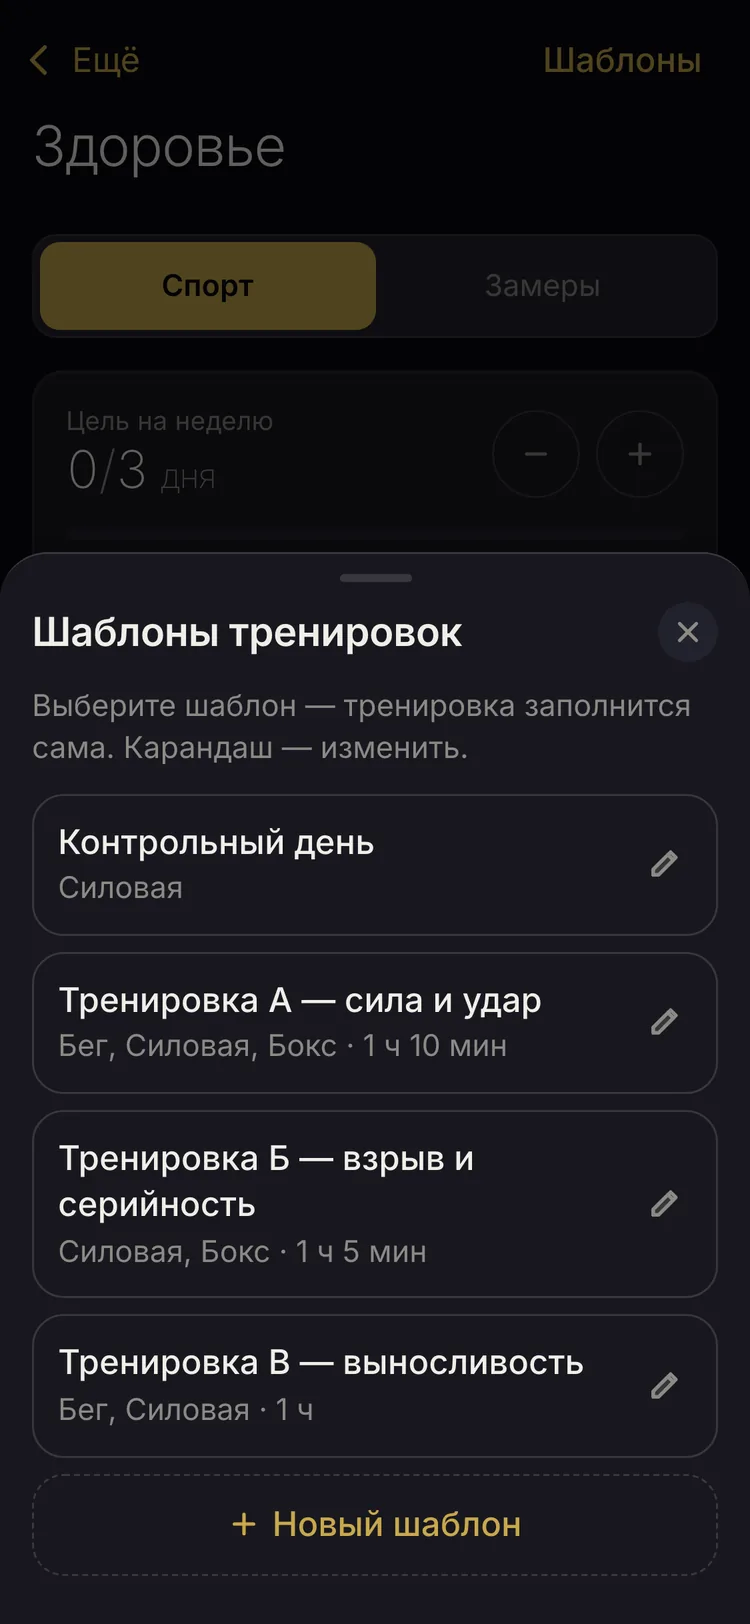 Ещё
Шаблоны
Здоровье
Спорт
Замеры
Цель на неделю
0/3 дня
Шаблоны тренировок
Выберите шаблон — тренировка заполнится
сама. Карандаш — изменить.
Контрольный день
Силовая
Тренировка А — сила и удар
Бег, Силовая, Бокс · 1 ч 10 мин
Тренировка Б — взрыв и
серийность
Силовая, Бокс · 1 ч 5 мин
Тренировка В — выносливость
Бег, Силовая · 1 ч
+ Новый шаблон